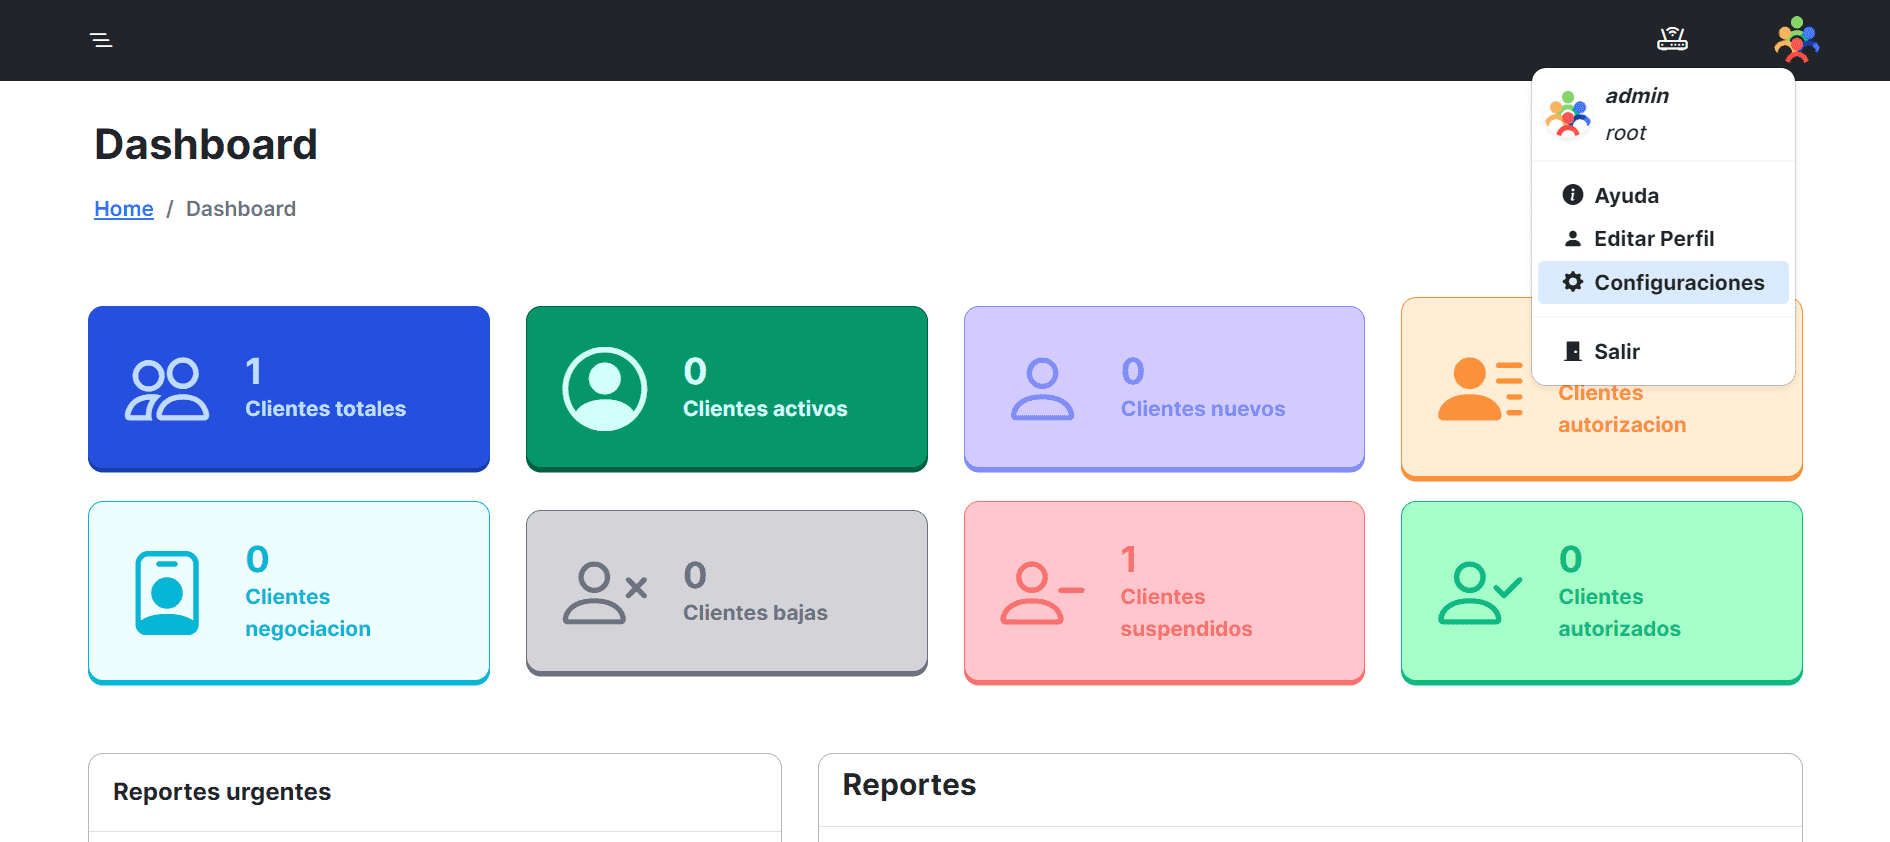 admin
root
Dashboard
Home / Dashboard
Ayuda
Editar Perfil
Configuraciones
Salir
1
Clientes totales
0
Clientes activos
0
Clientes nuevos
Clientes
autorizacion
0
Clientes
negociacion
0
Clientes bajas
1
Clientes
suspendidos
0
Clientes
autorizados
Reportes urgentes
Reportes